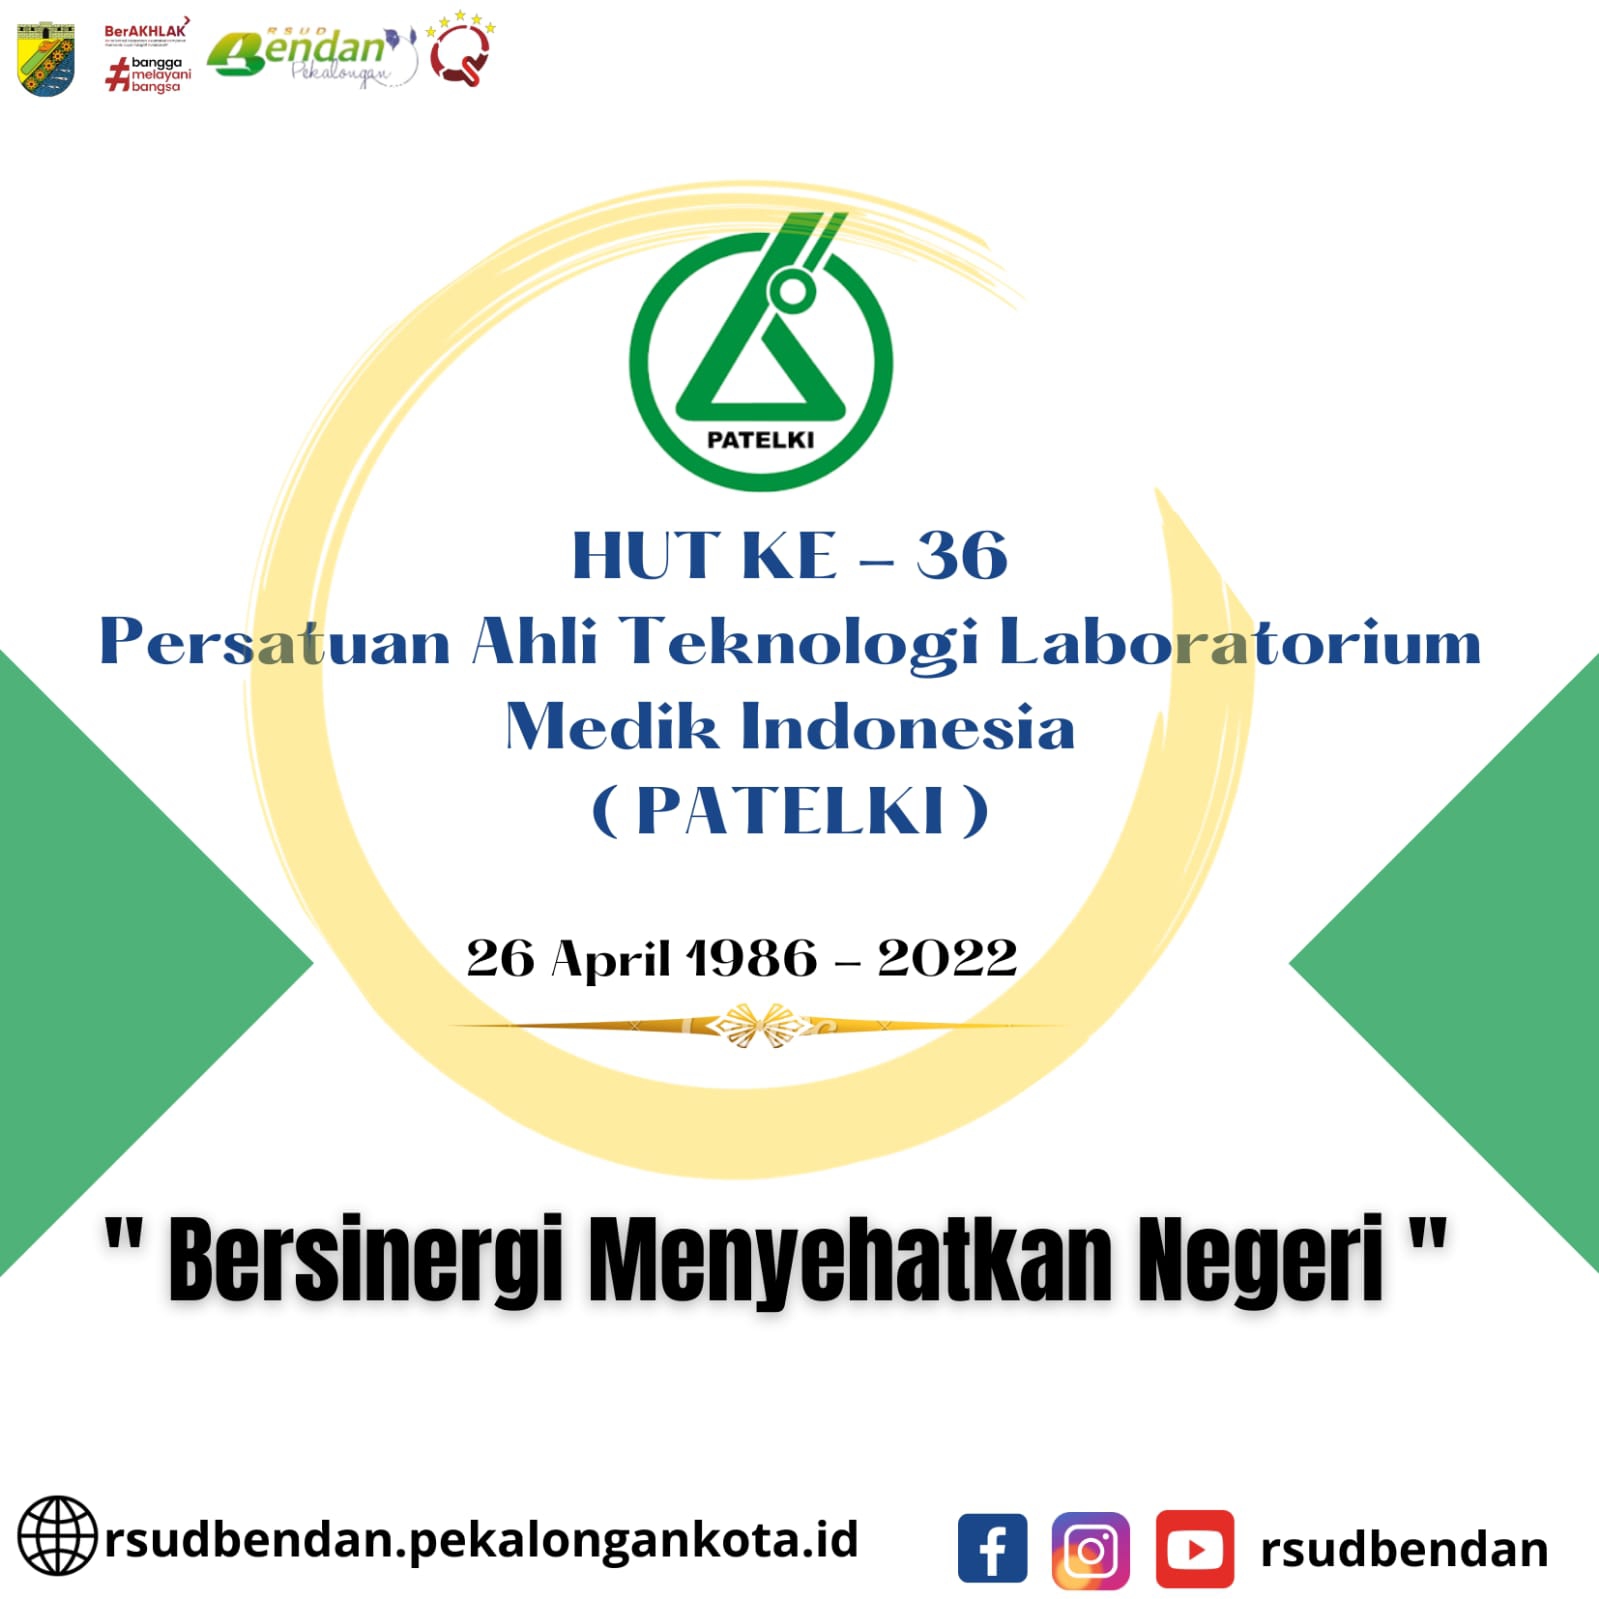 BerAKHLAK
# bangga
melayani
bangsa
RSUD
Bendan
Pekalongan
PATELKI
HUT KE - 36
Persatuan Ahli Teknologi Laboratorium
Medik Indonesia
( PATELKI )
26 April 1986 - 2022
" Bersinergi Menyehatkan Negeri "
rsudbendan.pekalongankota.id
rsudbendan